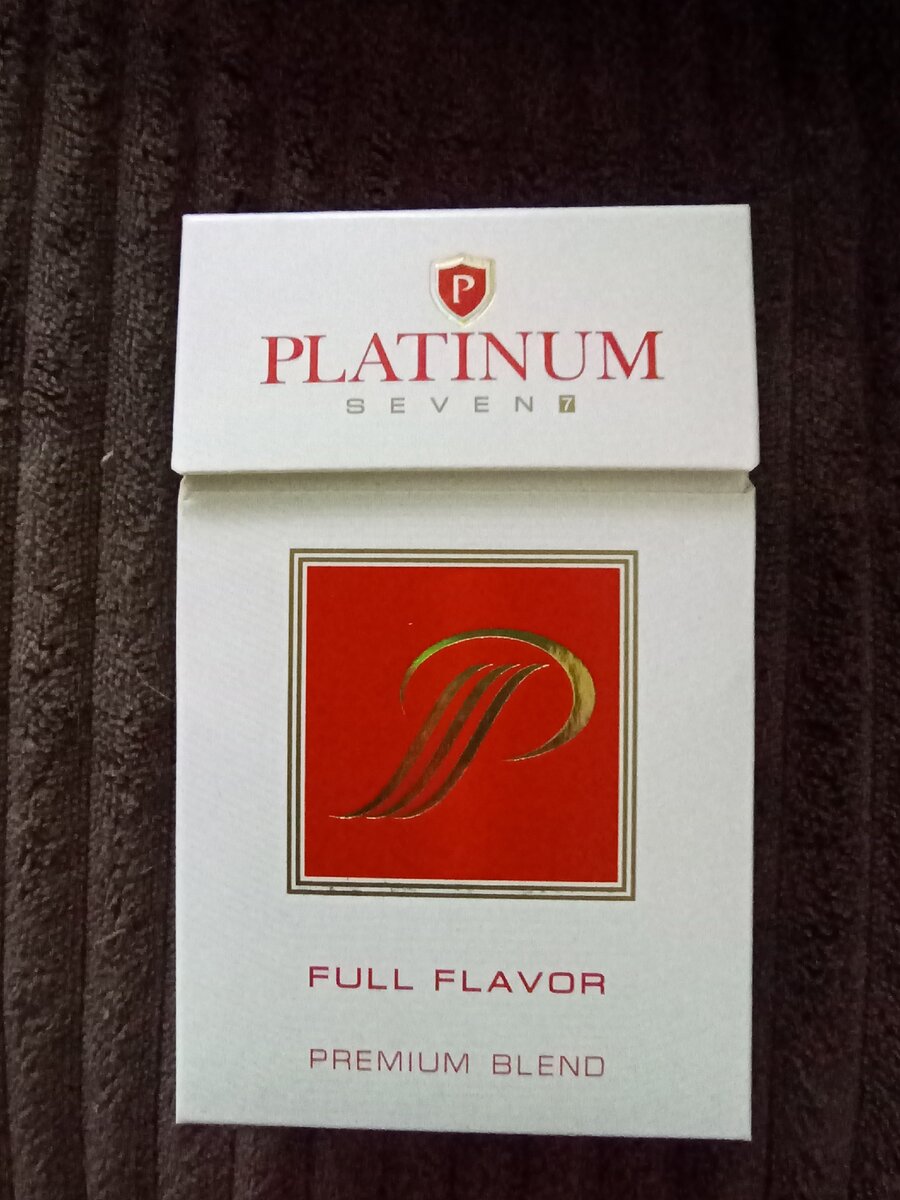 P
PLATINUM
SEVEN 7
P
FULL FLAVOR
PREMIUM BLEND